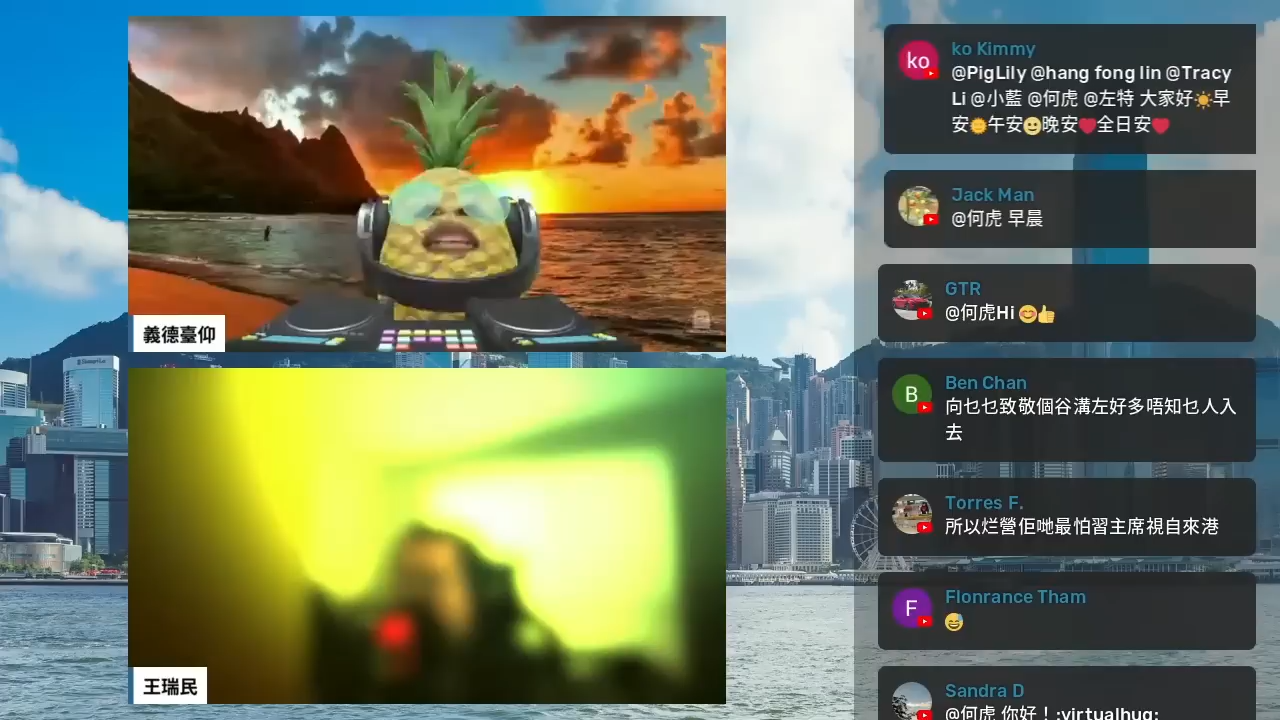 義德臺仰
王瑞民
ko Kimmy
@PigLily @hang fong lin @Tracy
Li @小藍 @何虎 @左特 大家好☀️早
安🌞午安😀晚安❤️全日安❤️
ko
Jack Man
@何虎 早晨
GTR
@何虎Hi😊👍
Ben Chan
向乜乜致敬個谷溝左好多唔知乜人入
去
B
Torres F.
所以烂營佢哋最怕習主席視自來港
Flonrance Tham
😅
F
Sandra D
@何虎 你好！:virtualhug: